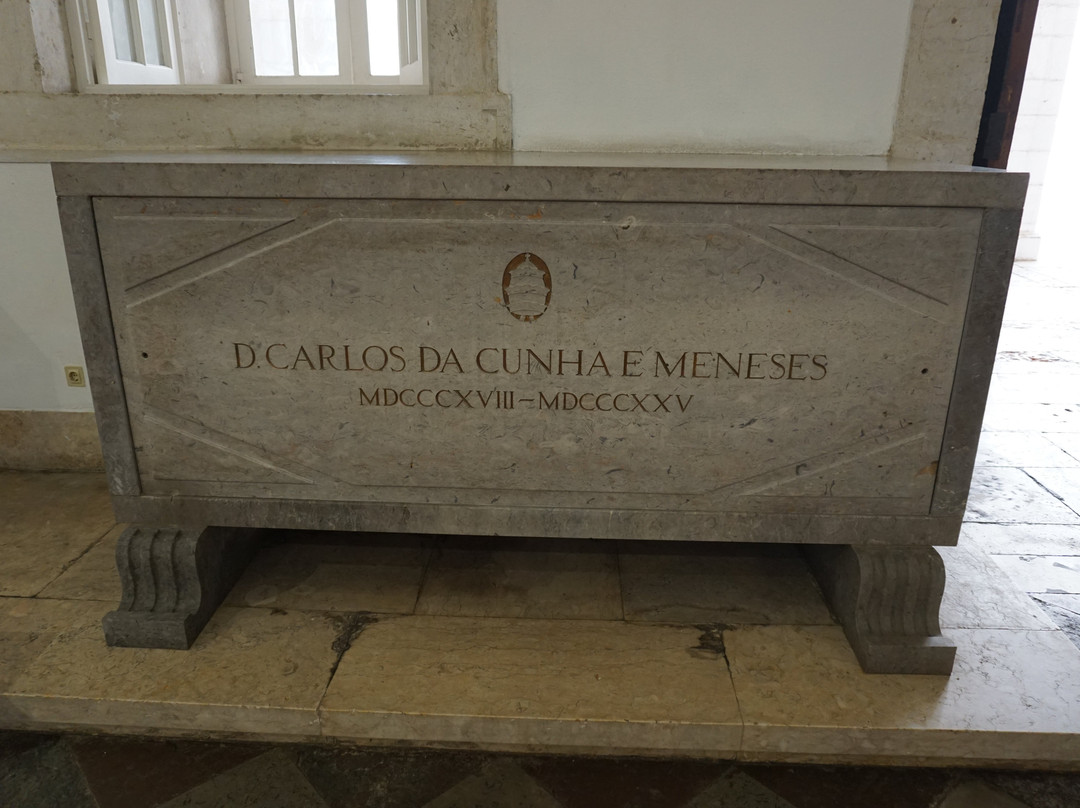 D. CARLOS DA CUNHA E MENESES
MDCCCXVIII–MDCCCXXV